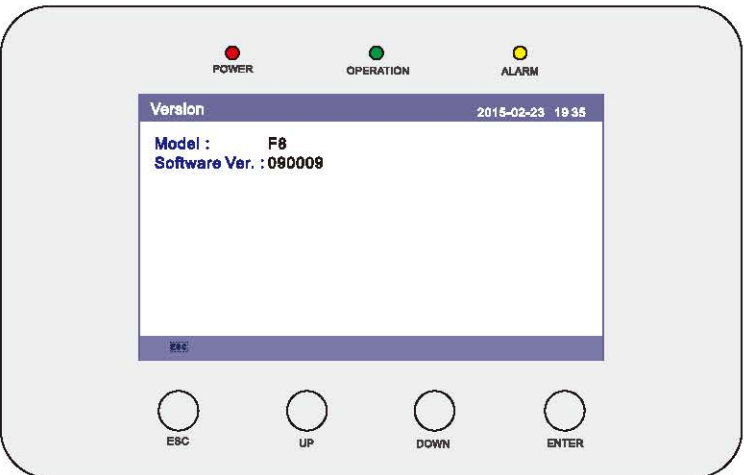 POWER OPERATION ALARM
Version 2015-02-23 19 35
Model : F8
Software Ver. : 090009
ESC
ESC UP DOWN ENTER